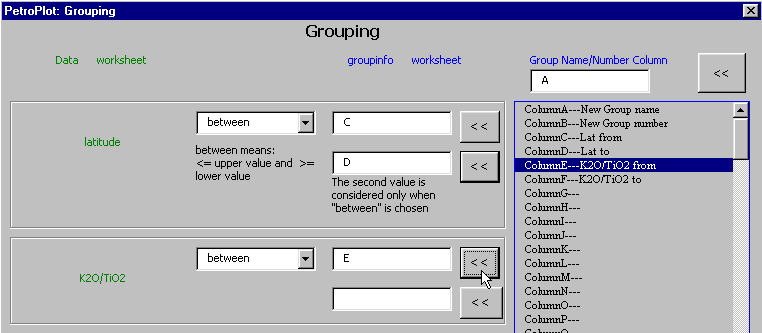 PetroPlot: Grouping
Grouping
Data worksheet
groupinfo worksheet
Group Name/Number Column
A
<<
latitude
between
between means:
<= upper value and >=
lower value
C
<<
D
<<
The second value is
considered only when
"between" is chosen
K2O/TiO2
between
E
<<
<<
ColumnA---New Group name
ColumnB---New Group number
ColumnC---Lat from
ColumnD---Lat to
ColumnE---K2O/TiO2 from
ColumnF---K2O/TiO2 to
ColumnG---
ColumnH---
ColumnI---
ColumnJ---
ColumnK---
ColumnL---
ColumnM---
ColumnN---
ColumnO---
ColumnP---